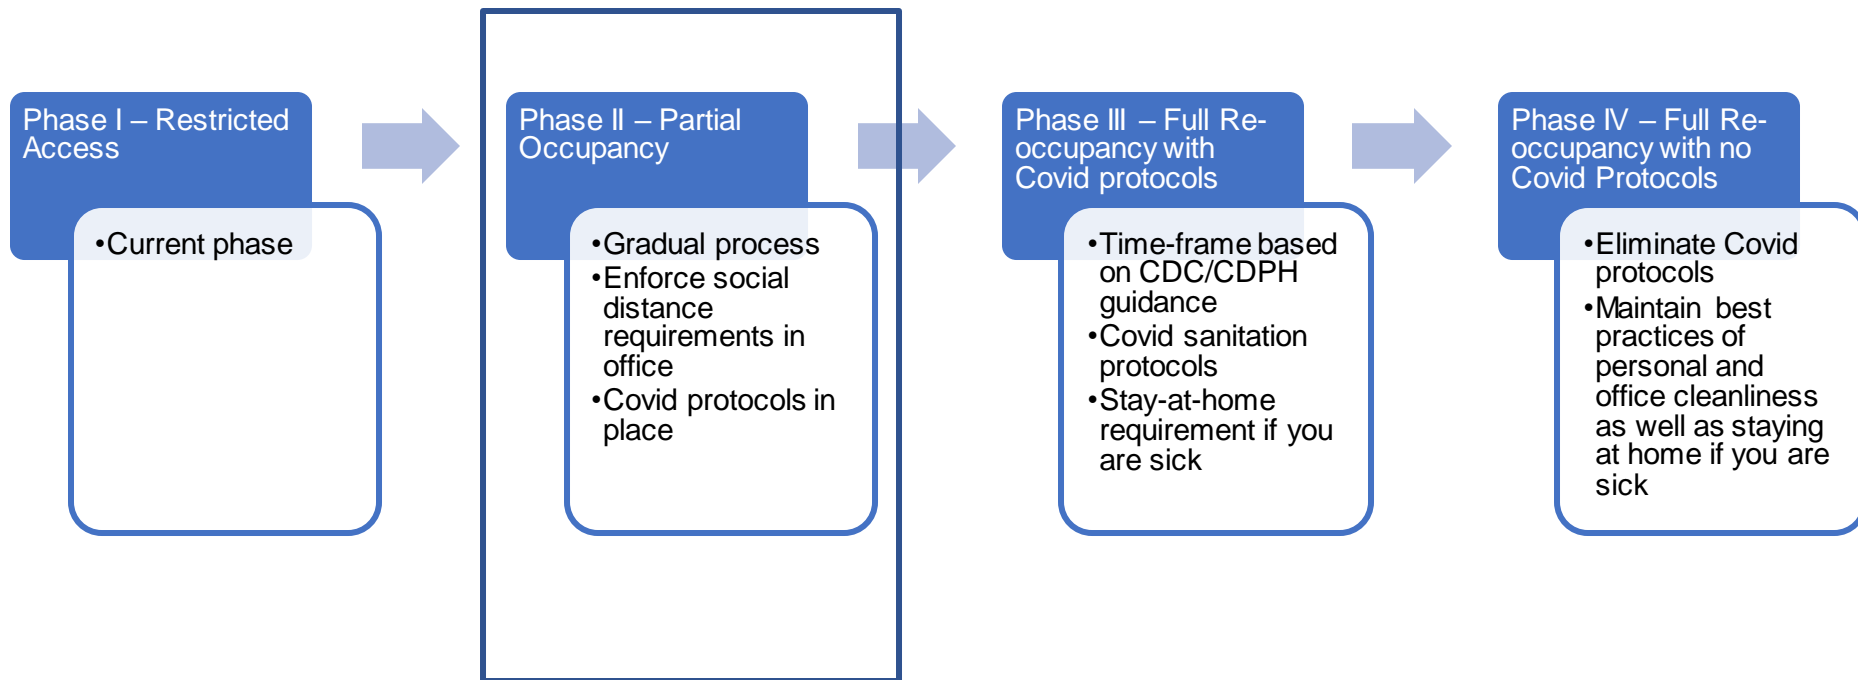 Phase I – Restricted
Access
•Current phase
Phase II – Partial
Occupancy
•Gradual process
•Enforce social
distance
requirements in
office
•Covid protocols in
place
Phase III – Full Re-
occupancy with
Covid protocols
•Time-frame based
on CDC/CDPH
guidance
•Covid sanitation
protocols
•Stay-at-home
requirement if you
are sick
Phase IV – Full Re-
occupancy with no
Covid Protocols
•Eliminate Covid
protocols
•Maintain best
practices of
personal and
office cleanliness
as well as staying
at home if you are
sick